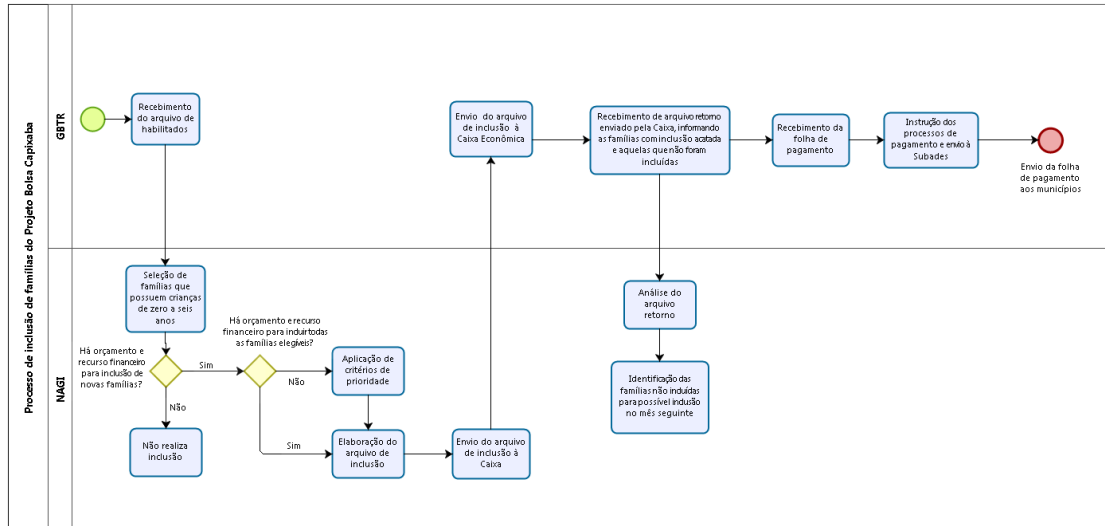 Processo de inclusão de famílias do Projeto Bolsa Capixaba
GBTR
Recebimento
do arquivo de
habilitados
Envio do arquivo
de inclusão à
Caixa Econômica
Recebimento de arquivo retorno
enviado pela Caixa, informando
as famílias com inclusão acatada
e aquelas que não foram
incluídas
Recebimento da
folha de
pagamento
Instrução dos
processos de
pagamento e envio à
Subades
Envio da folha
de pagamento
aos municípios
NAGI
Seleção de
famílias que
possuem crianças
de zero a seis
anos
Há orçamento e
recurso financeiro
para inclusão de
novas famílias?
Sim
Não
Não realiza
inclusão
Há orçamento e recurso
financeiro para incluir todas
as famílias elegíveis?
Não
Sim
Aplicação de
critérios de
prioridade
Elaboração do
arquivo de
inclusão
Envio do arquivo
de inclusão à
Caixa
Análise do
arquivo
retorno
Identificação das
famílias não incluídas
para possível inclusão
no mês seguinte